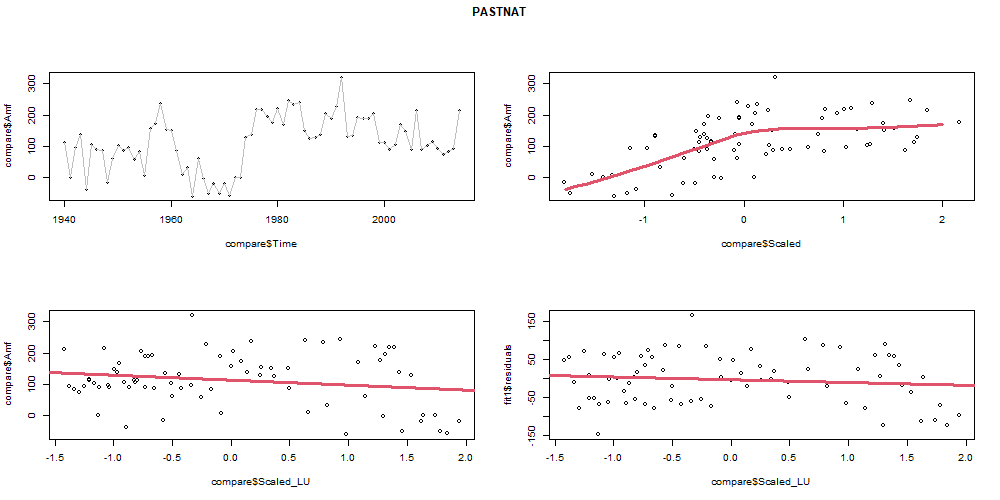 PASTNAT
compare$Amf
0 100 200 300
1940 1960 1980 2000
compare$Time
compare$Amf
0 100 200 300
-1 0 1 2
compare$Scaled
compare$Amf
0 100 200 300
-1.5 -1.0 -0.5 0.0 0.5 1.0 1.5 2.0
compare$Scaled_LU
fit1$residuals
-150 -50 50 150
-1.5 -1.0 -0.5 0.0 0.5 1.0 1.5 2.0
compare$Scaled_LU